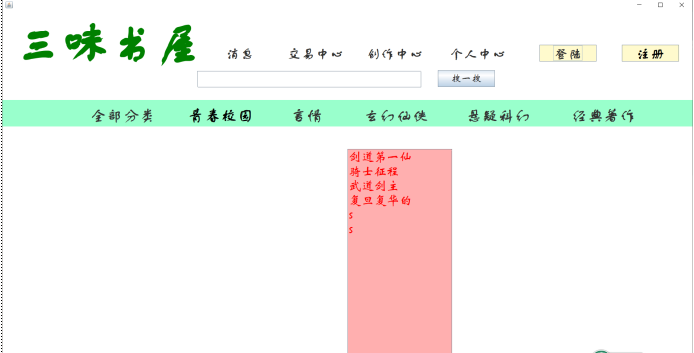 三味书屋
消息 交易中心 创作中心 个人中心 登陆 注册
搜一搜
全部分类 青春校园 言情 玄幻仙侠 悬疑科幻 经典著作
剑道第一仙
骑士征程
武道剑主
复旦复华的
s
s